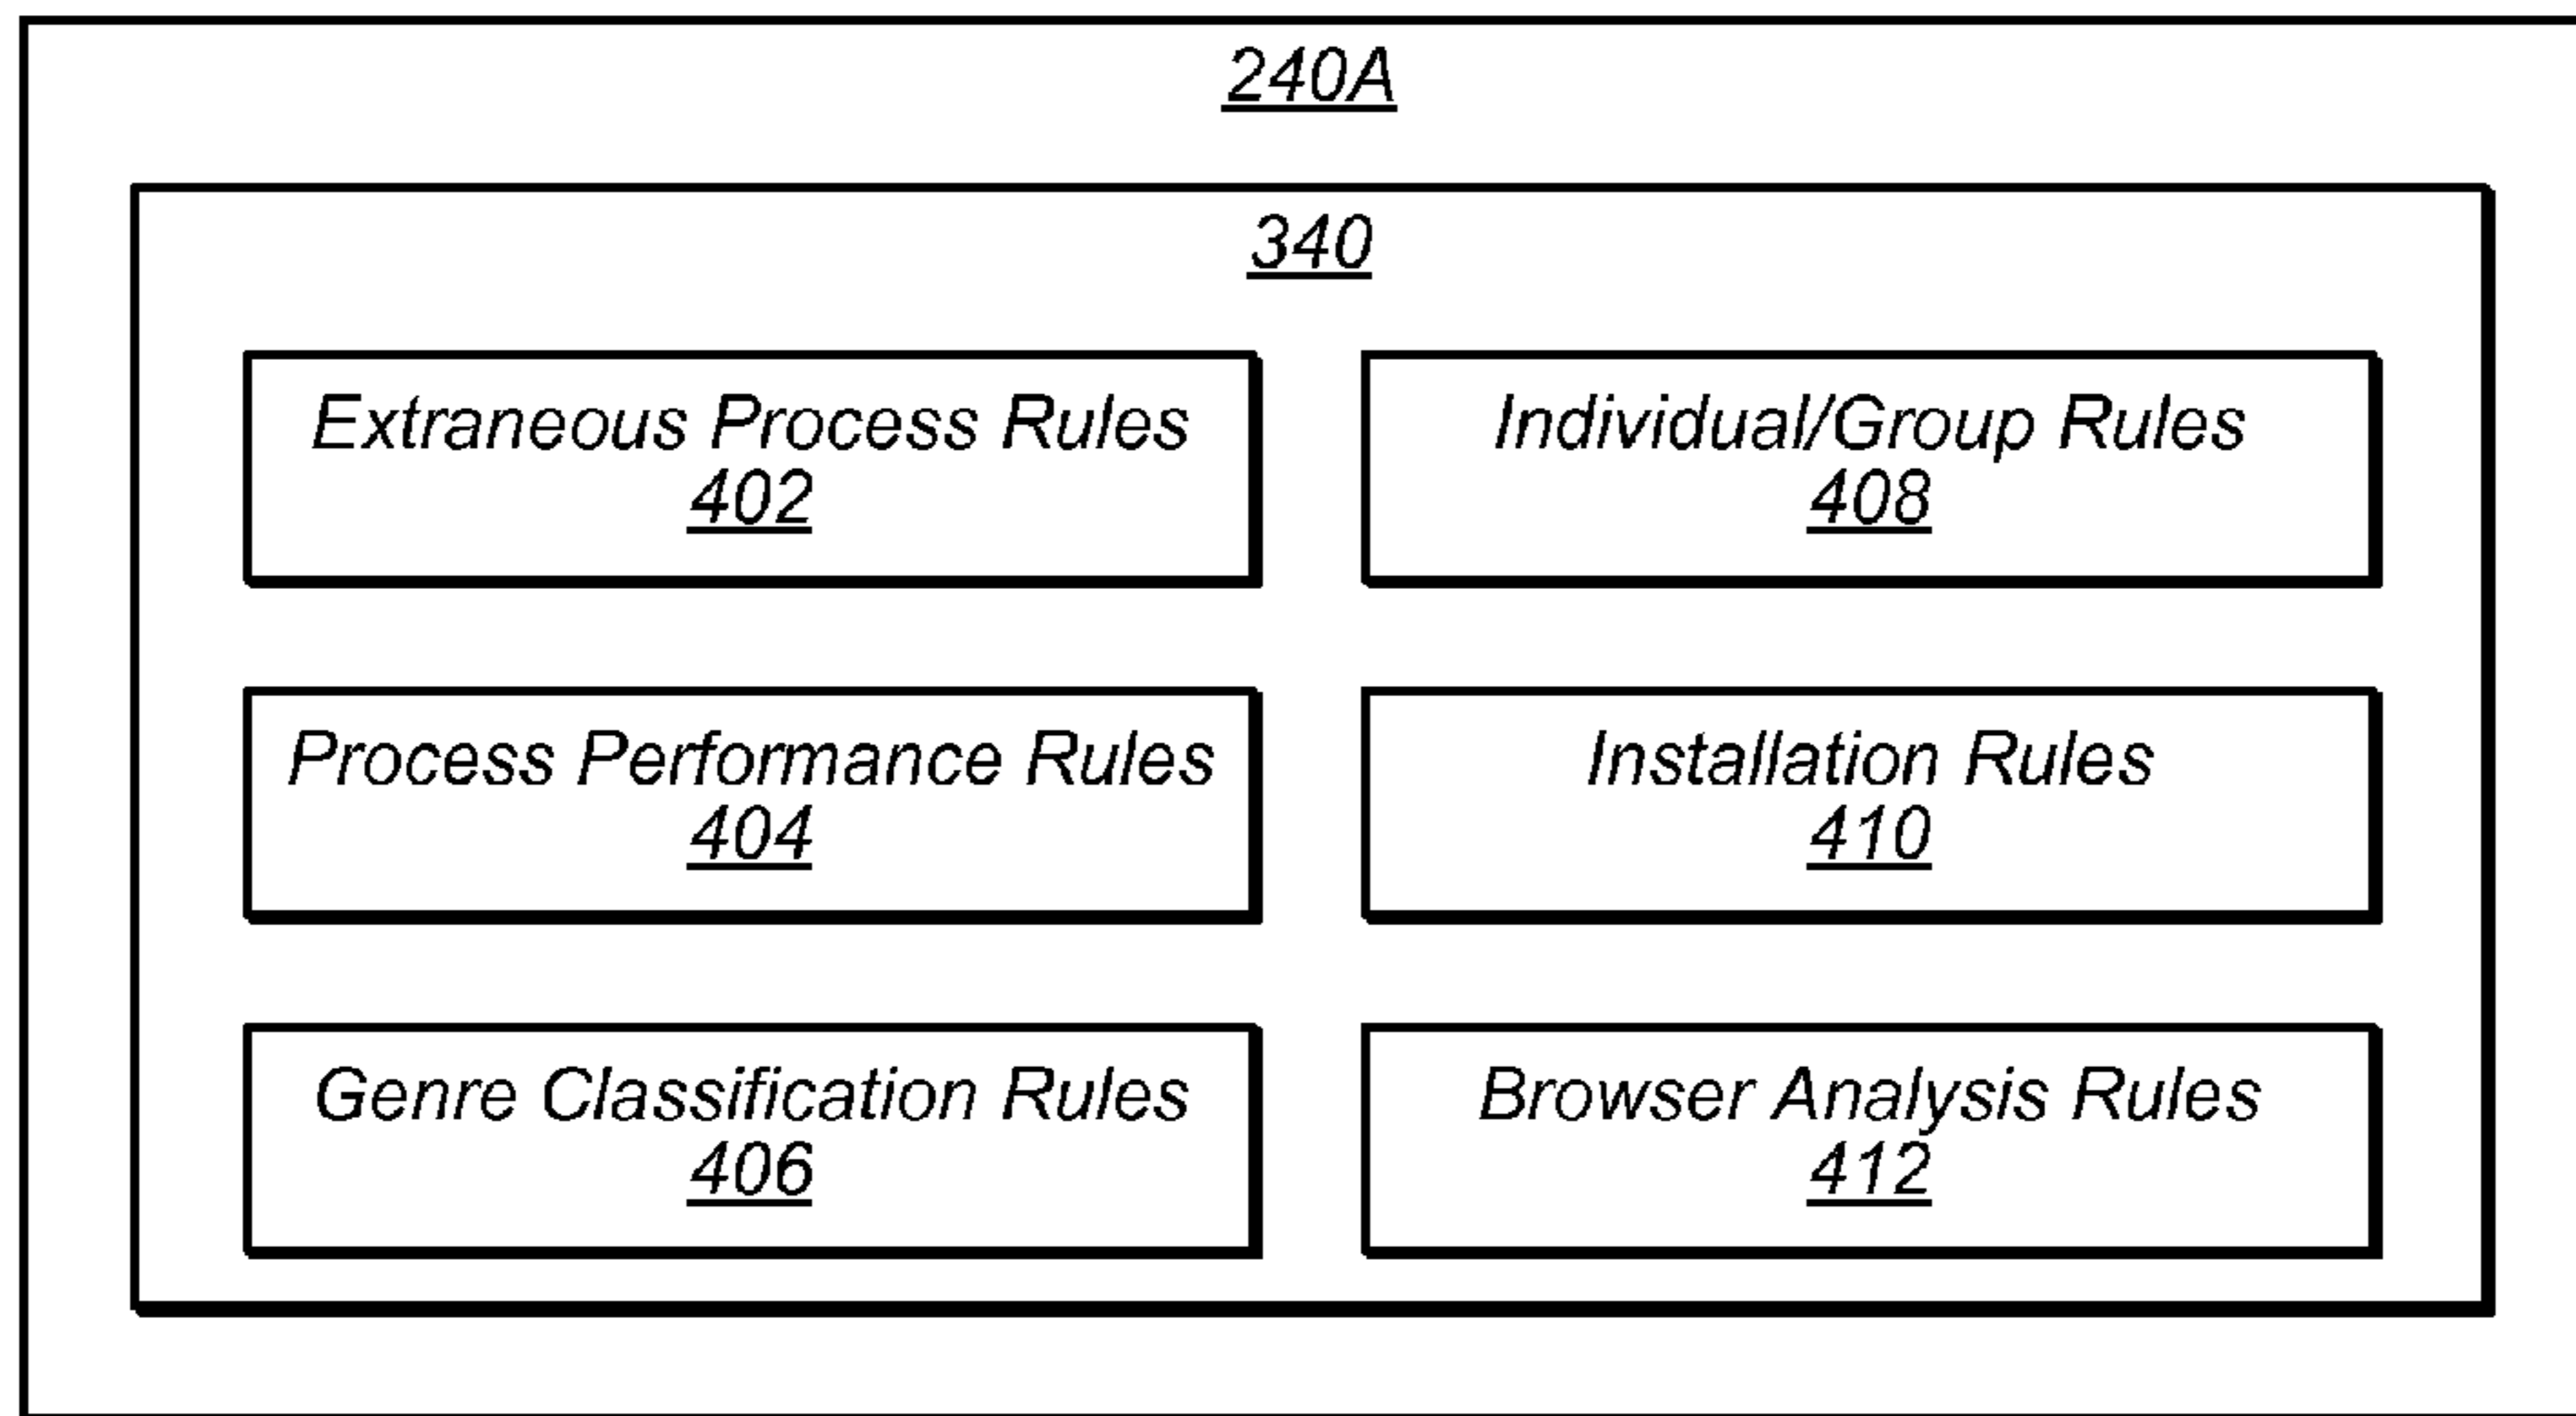 240A
340
Extraneous Process Rules
402
Individual/Group Rules
408
Process Performance Rules
404
Installation Rules
410
Genre Classification Rules
406
Browser Analysis Rules
412